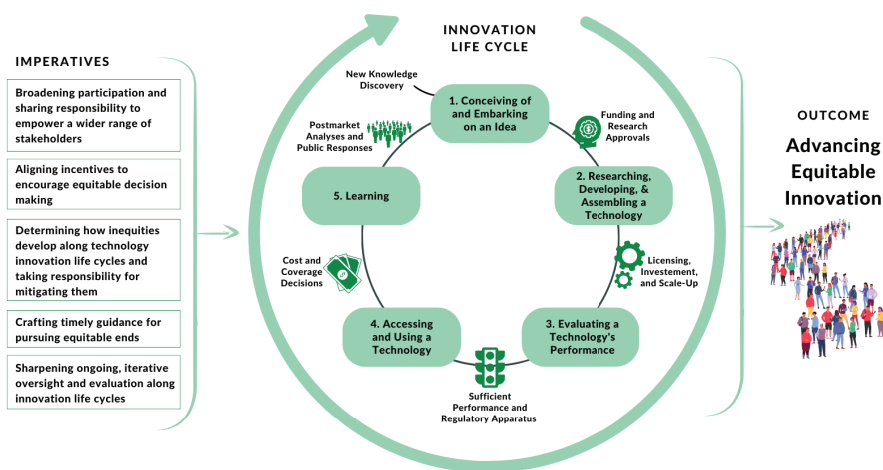 IMPERATIVES
Broadening participation and
sharing responsibility to
empower a wider range of
stakeholders
Aligning incentives to
encourage equitable decision
making
Determining how inequities
develop along technology
innovation life cycles and
taking responsibility for
mitigating them
Crafting timely guidance for
pursuing equitable ends
Sharpening ongoing, iterative
oversight and evaluation along
innovation life cycles
INNOVATION
LIFE CYCLE
New Knowledge
Discovery
1. Conceiving of
and Embarking
on an Idea
Funding and
Research
Approvals
2. Researching,
Developing, &
Assembling a
Technology
Licensing,
Investement,
and Scale-Up
3. Evaluating a
Technology's
Performance
Sufficient
Performance and
Regulatory Apparatus
4. Accessing
and Using a
Technology
Cost and
Coverage
Decisions
5. Learning
Postmarket
Analyses and
Public Responses
OUTCOME
Advancing
Equitable
Innovation